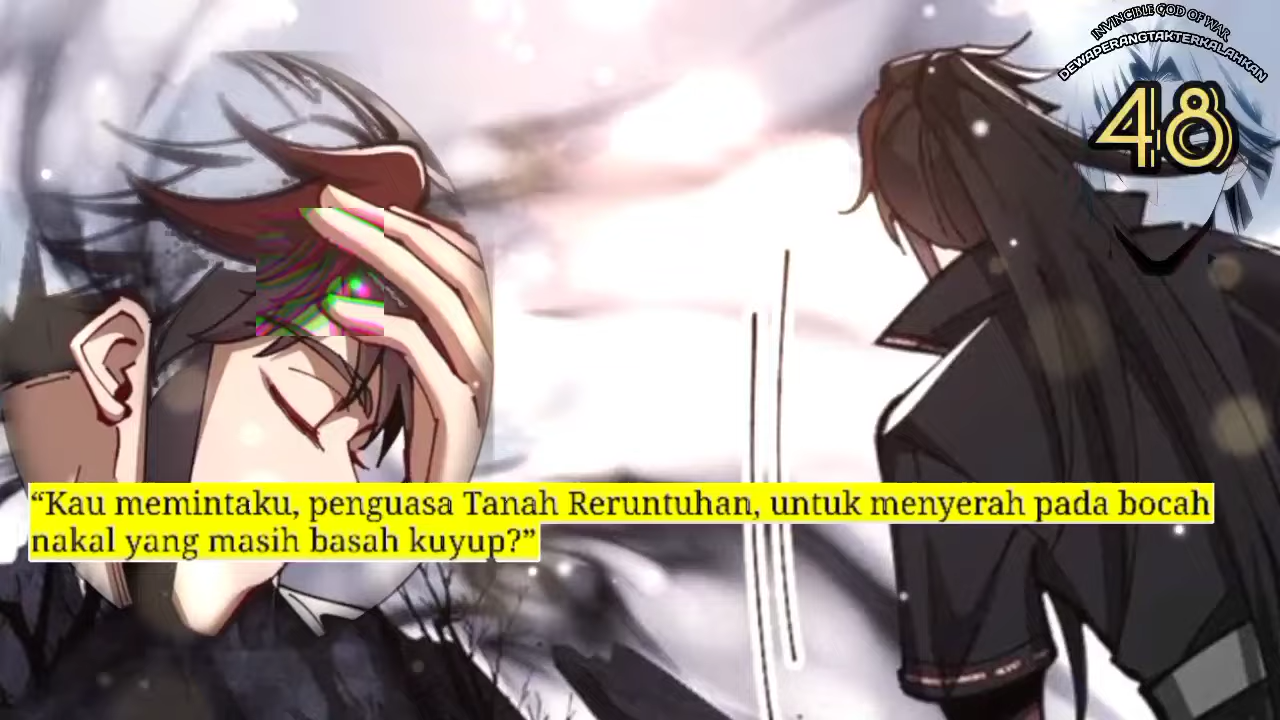 INVINCIBLE GOD OF WAR
DEWAPERANGTAKTERKALAHKAN
48
“Kau memintaku, penguasa Tanah Reruntuhan, untuk menyerah pada bocah
nakal yang masih basah kuyup?”